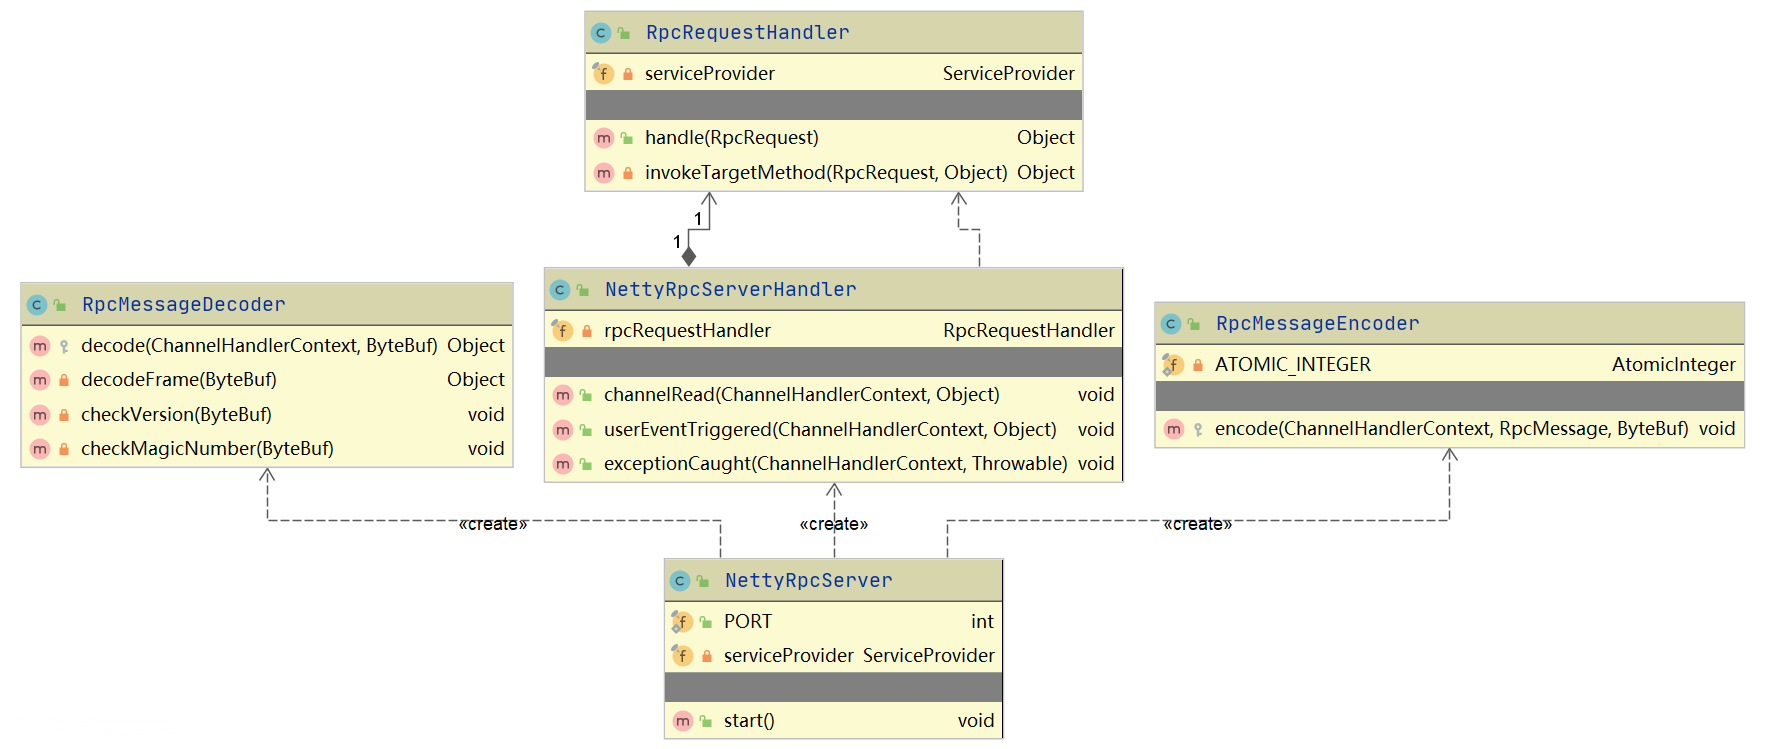 RpcRequestHandler
serviceProvider ServiceProvider
handle(RpcRequest) Object
invokeTargetMethod(RpcRequest, Object) Object
1
1
RpcMessageDecoder
decode(ChannelHandlerContext, ByteBuf) Object
decodeFrame(ByteBuf) Object
checkVersion(ByteBuf) void
checkMagicNumber(ByteBuf) void
NettyRpcServerHandler
rpcRequestHandler RpcRequestHandler
channelRead(ChannelHandlerContext, Object) void
userEventTriggered(ChannelHandlerContext, Object) void
exceptionCaught(ChannelHandlerContext, Throwable) void
RpcMessageEncoder
ATOMIC_INTEGER AtomicInteger
encode(ChannelHandlerContext, RpcMessage, ByteBuf) void
«create»
«create»
«create»
NettyRpcServer
PORT int
serviceProvider ServiceProvider
start() void